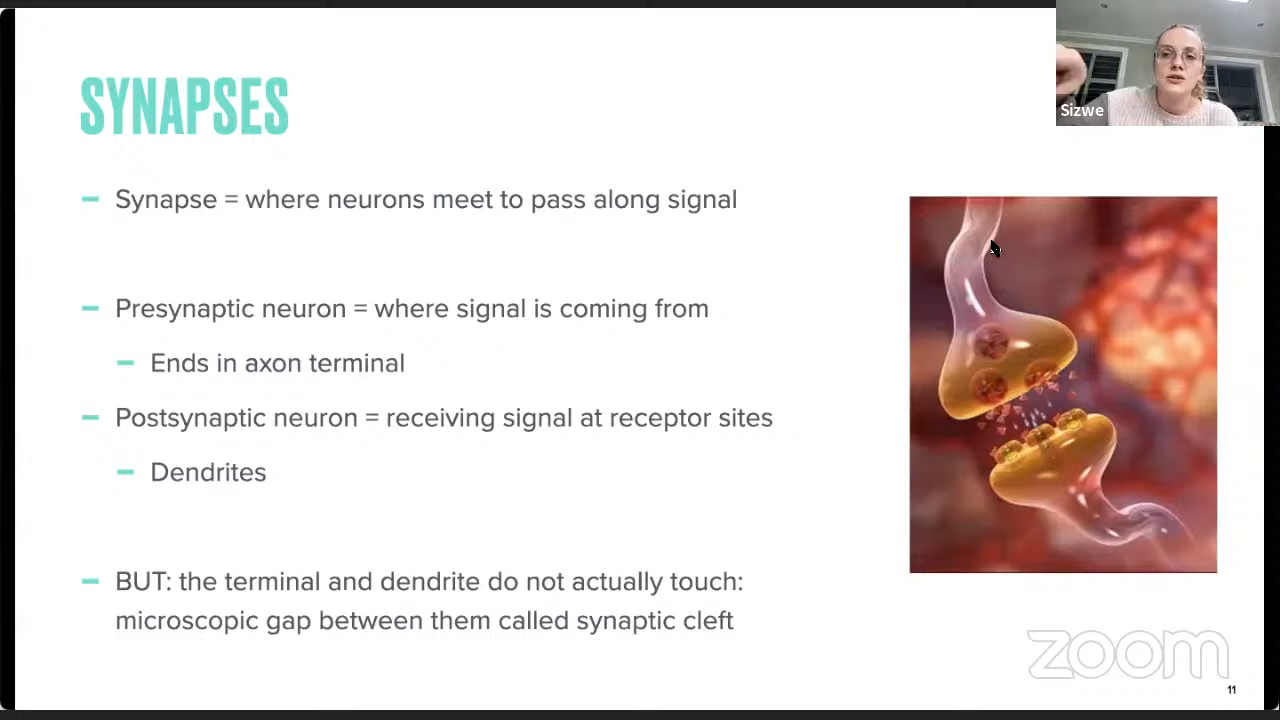 SYNAPSES
Sizwe
– Synapse = where neurons meet to pass along signal
– Presynaptic neuron = where signal is coming from
– Ends in axon terminal
– Postsynaptic neuron = receiving signal at receptor sites
– Dendrites
– BUT: the terminal and dendrite do not actually touch:
microscopic gap between them called synaptic cleft
zoom
11